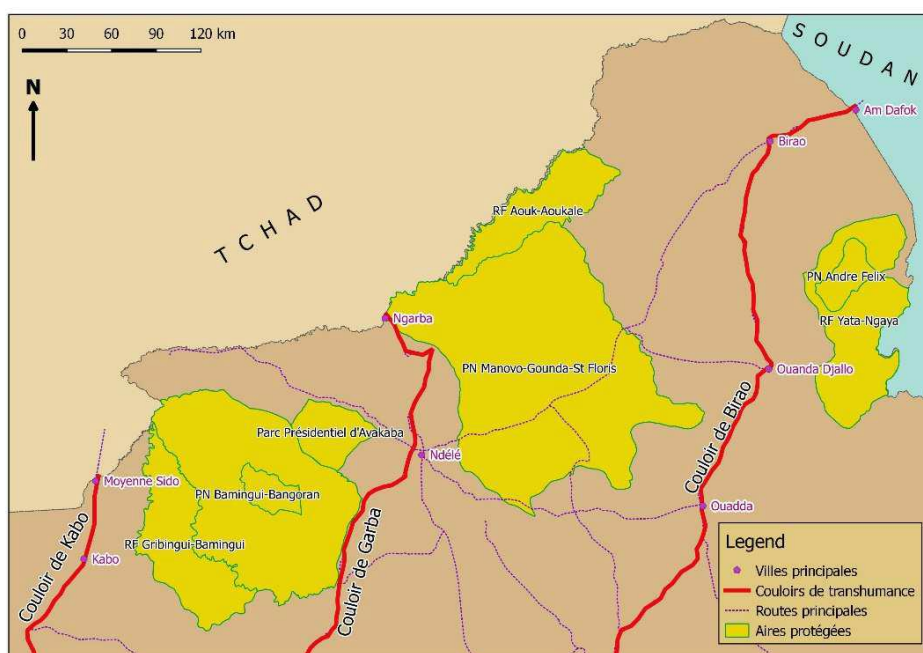 0 30 60 90 120 km
N
SOUDAN
TCHAD
Am Dafok
Birao
RF Aouk-Aoukale
PN Andre Felix
RF Yata-Ngaya
Ngarba
PN Manovo-Gounda-St Floris
Ouanda Djallo
Parc Présidentiel d'Avakaba
Ndélé
Couloir de Birao
Moyenne Sido
PN Bamingui-Bangoran
Ouadda
RF Gribingui-Bamingui
Kabo
Couloir de Kabo
Couloir de Garba
Legend
Villes principales
Couloirs de transhumance
Routes principales
Aires protégées